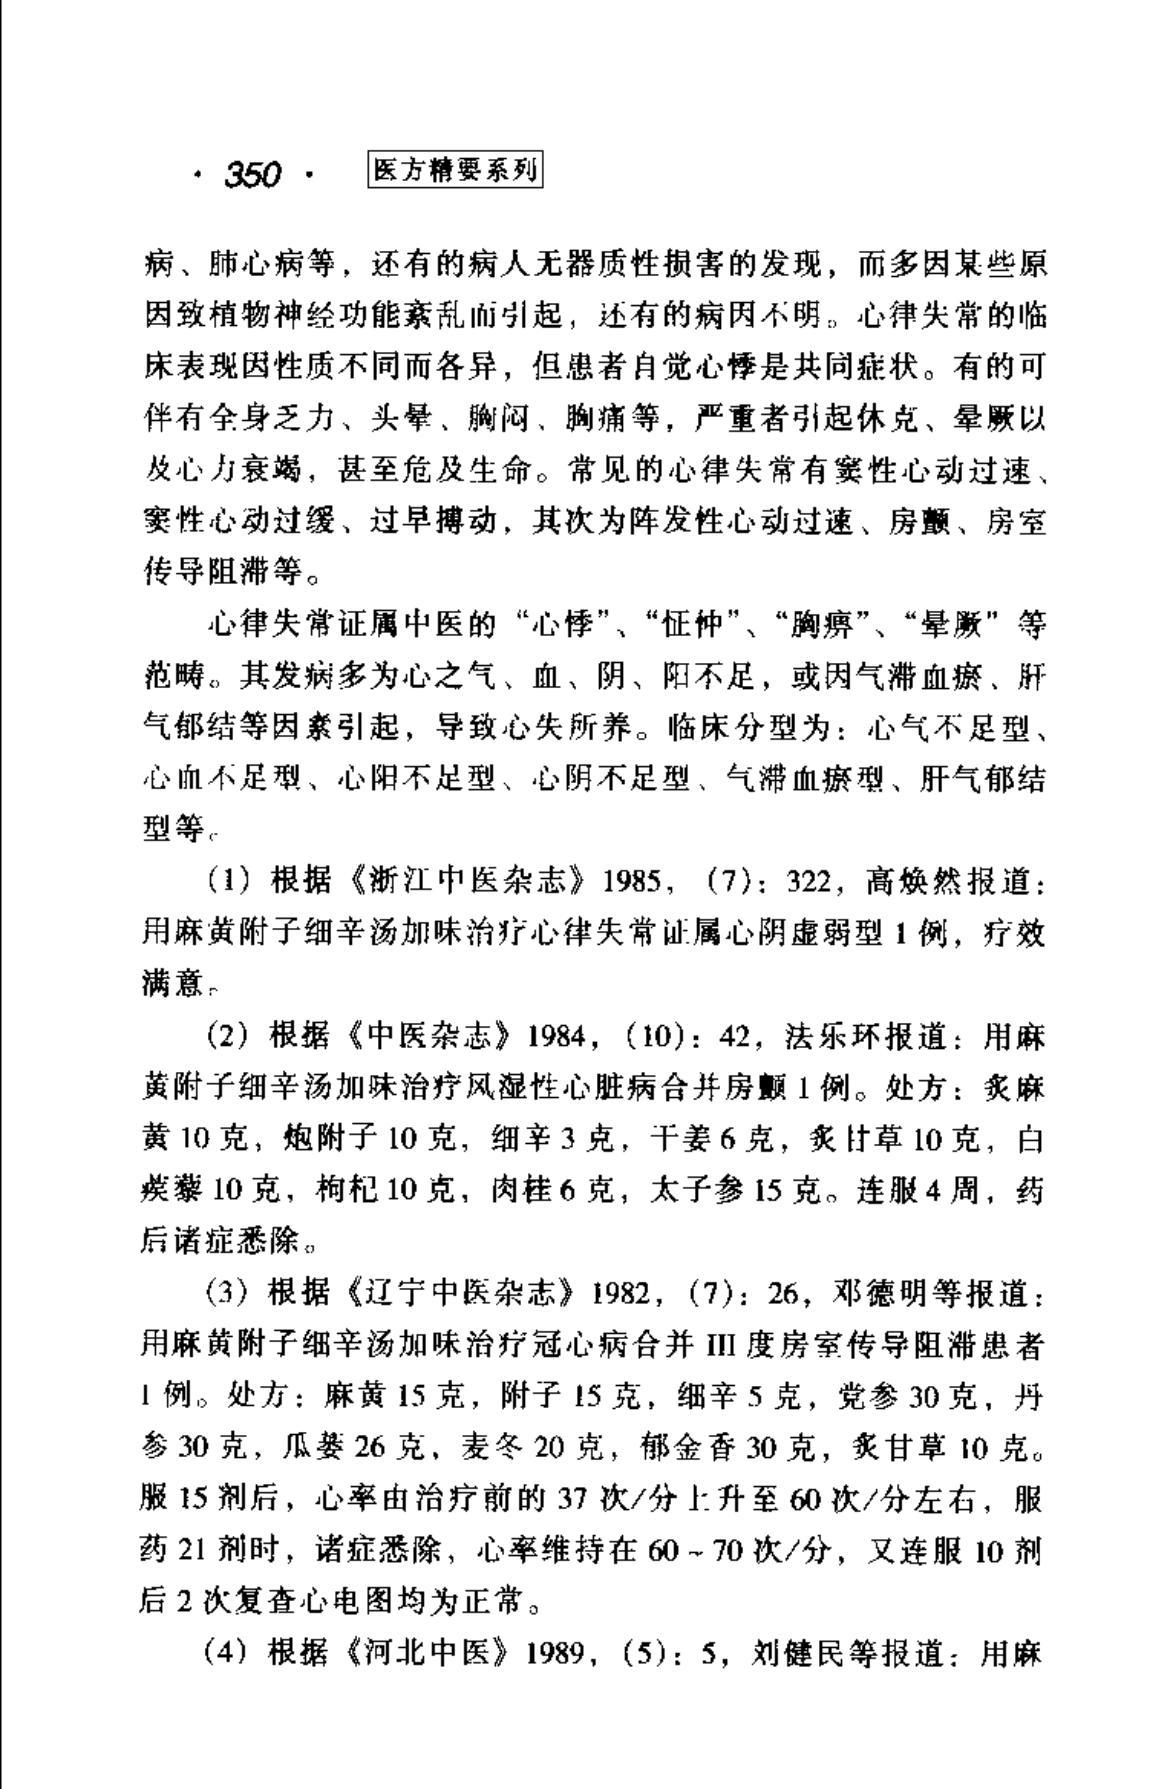 · 350 · 医方精要系列
病、肺心病等，还有的病人无器质性损害的发现，而多因某些原
因致植物神经功能紊乱而引起，还有的病因不明。心律失常的临
床表现因性质不同而各异，但患者自觉心悸是共同症状。有的可
伴有全身乏力、头晕、胸闷、胸痛等，严重者引起休克、晕厥以
及心力衰竭，甚至危及生命。常见的心律失常有窦性心动过速、
窦性心动过缓、过早搏动，其次为阵发性心动过速、房颤、房室
传导阻滞等。
心律失常证属中医的“心悸”、“怔忡”、“胸痹”、“晕厥”等
范畴。其发病多为心之气、血、阴、阳不足，或因气滞血瘀、肝
气郁结等因素引起，导致心失所养。临床分型为：心气不足型、
心血不足型、心阳不足型、心阴不足型、气滞血瘀型、肝气郁结
型等。
（1）根据《浙江中医杂志》1985，（7）：322，高焕然报道：
用麻黄附子细辛汤加味治疗心律失常证属心阴虚弱型 1 例，疗效
满意。
（2）根据《中医杂志》1984，（10）：42，法乐环报道：用麻
黄附子细辛汤加味治疗风湿性心脏病合并房颤 1 例。处方：炙麻
黄 10 克，炮附子 10 克，细辛 3 克，干姜 6 克，炙甘草 10 克，白
蒺藜 10 克，枸杞 10 克，肉桂 6 克，太子参 15 克。连服 4 周，药
后诸症悉除。
（3）根据《辽宁中医杂志》1982，（7）：26，邓德明等报道：
用麻黄附子细辛汤加味治疗冠心病合并 III 度房室传导阻滞患者
1 例。处方：麻黄 15 克，附子 15 克，细辛 5 克，党参 30 克，丹
参 30 克，瓜蒌 26 克，麦冬 20 克，郁金香 30 克，炙甘草 10 克。
服 15 剂后，心率由治疗前的 37 次/分上升至 60 次/分左右，服
药 21 剂时，诸症悉除，心率维持在 60～70 次/分，又连服 10 剂
后 2 次复查心电图均为正常。
（4）根据《河北中医》1989，（5）：5，刘健民等报道：用麻